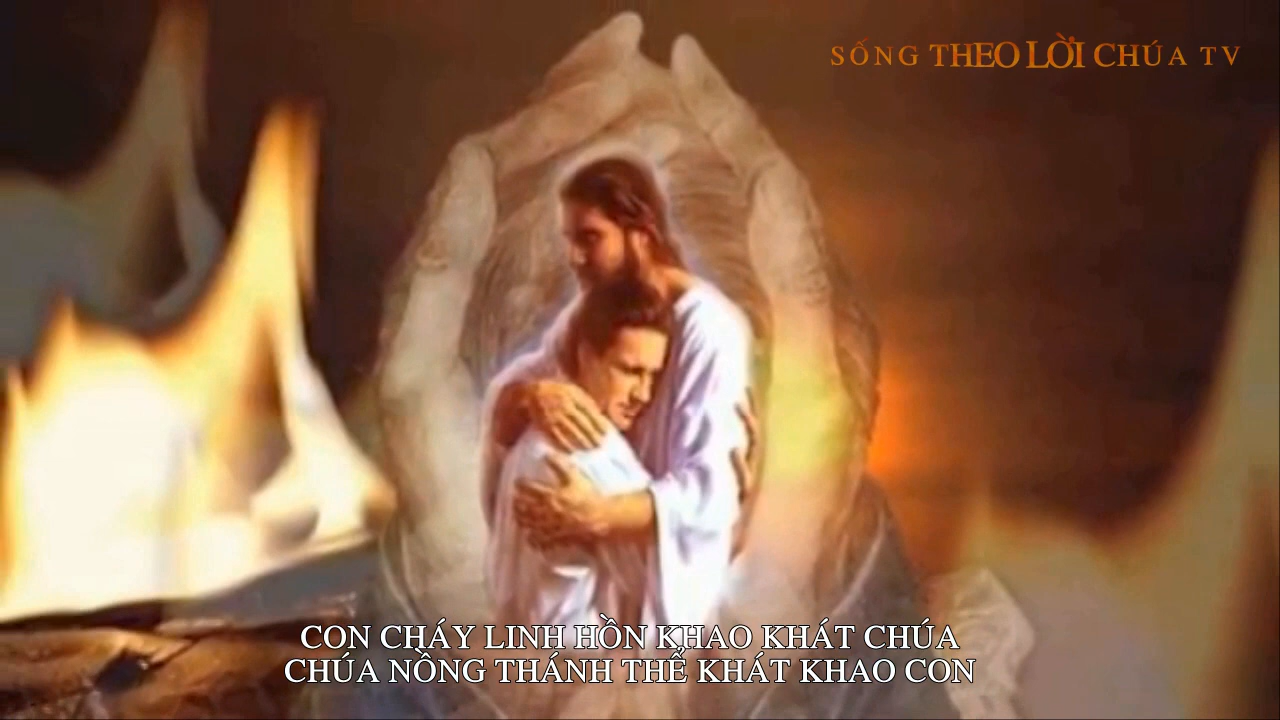 SỐNG THEO LỜI CHÚA TV
CON CHÁY LINH HỒN KHAO KHÁT CHÚA
CHÚA NỒNG THÁNH THỂ KHÁT KHAO CON